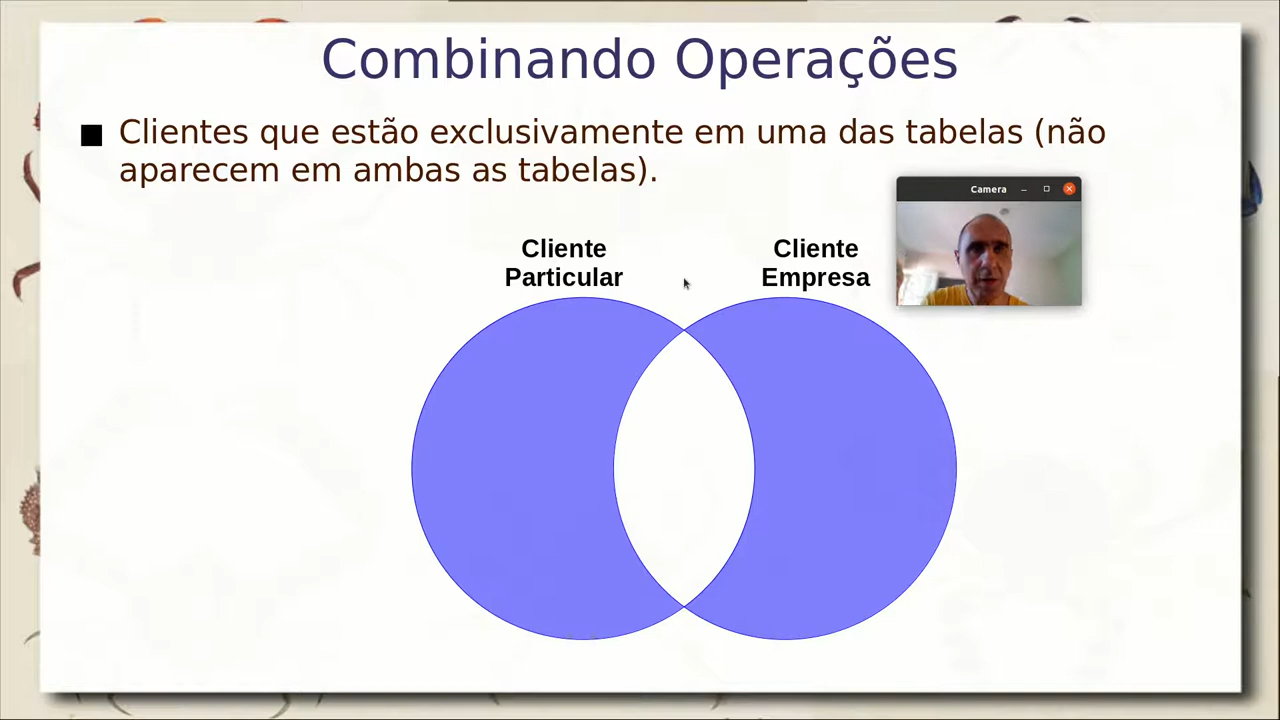 Combinando Operações
Clientes que estão exclusivamente em uma das tabelas (não
aparecem em ambas as tabelas).
Camera
Cliente
Particular
Cliente
Empresa